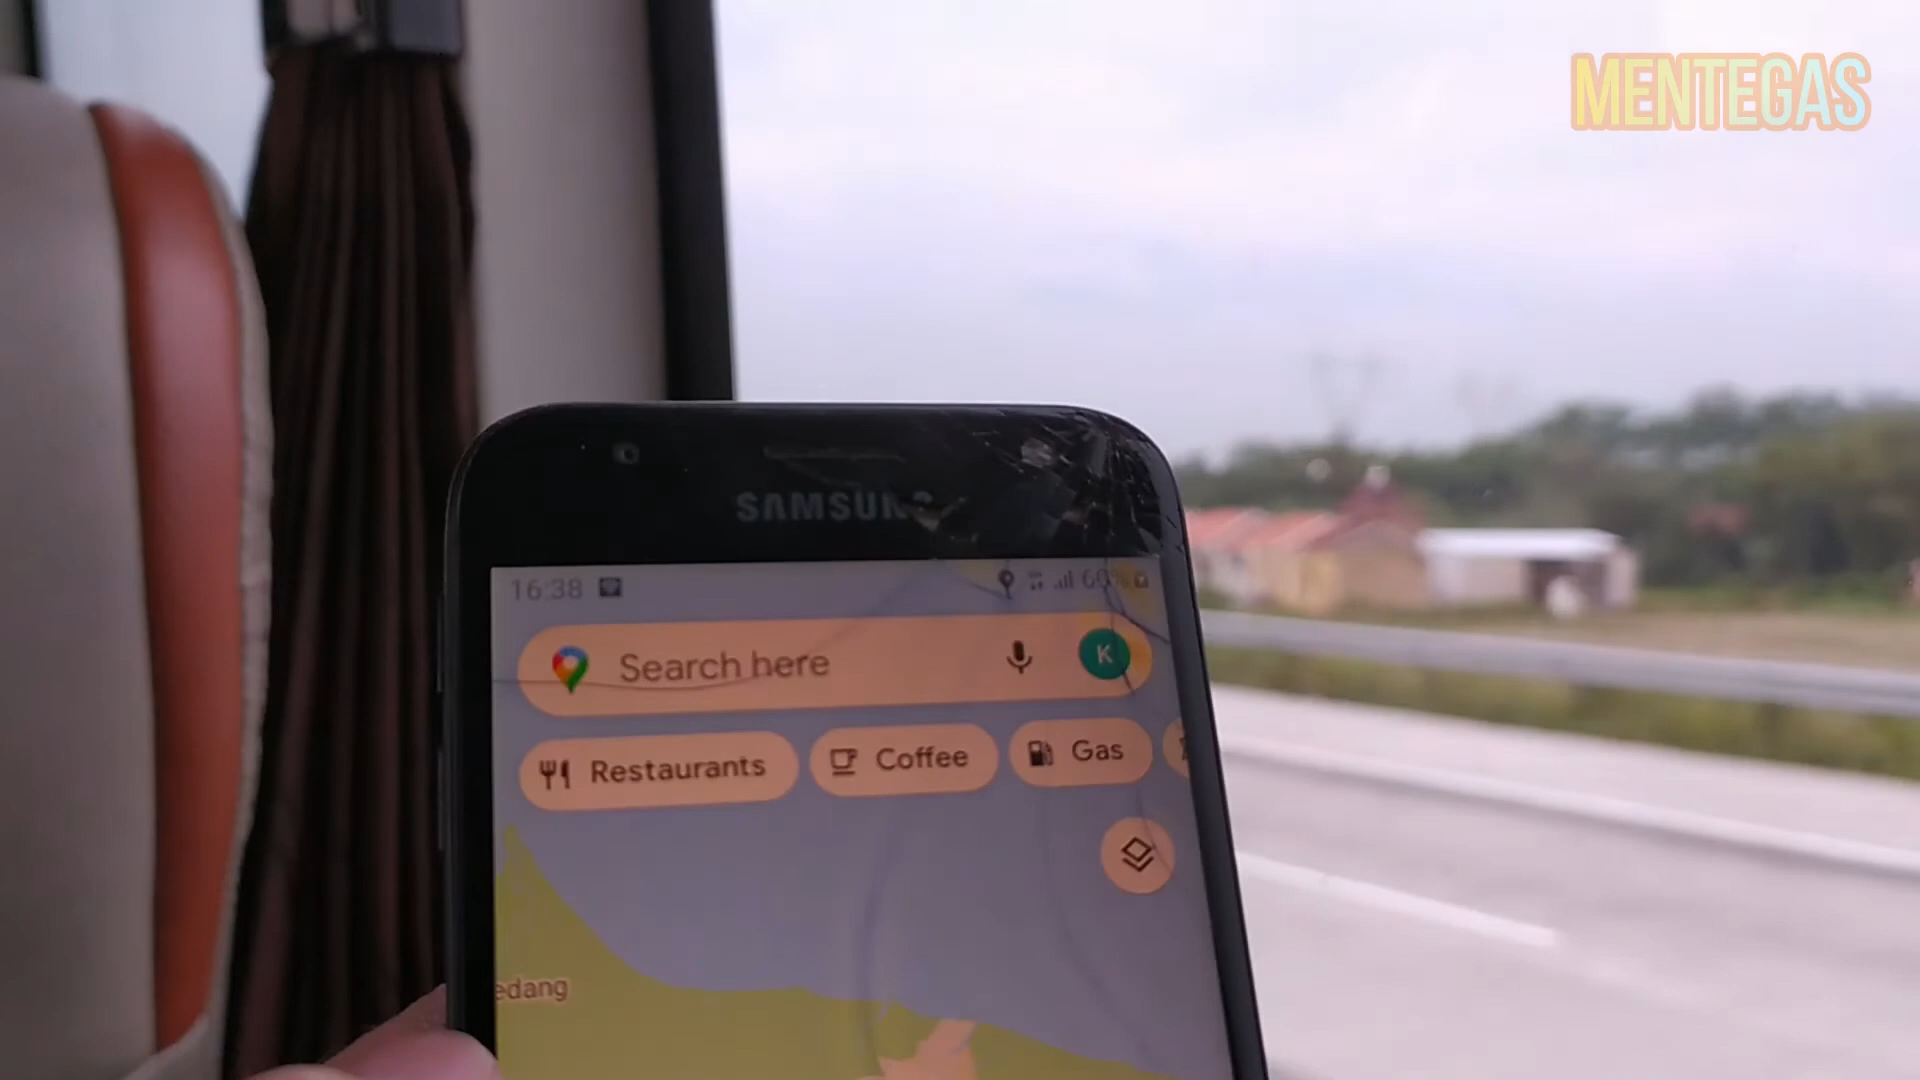 MENTEGAS
SAMSUNG
16:38
Search here
K
Restaurants
Coffee
Gas
edang